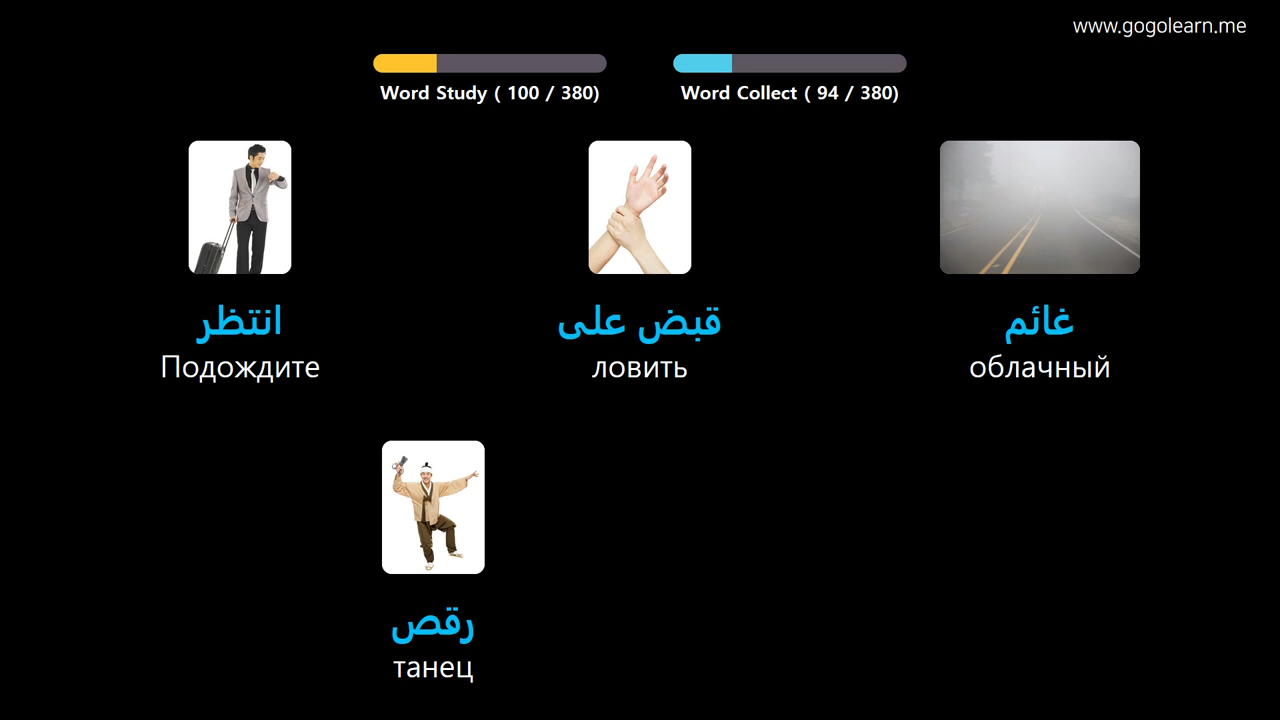 www.gogolearn.me
Word Study ( 100 / 380)
Word Collect ( 94 / 380)
انتظر
Подождите
قبض على
ловить
غائم
облачный
رقص
танец